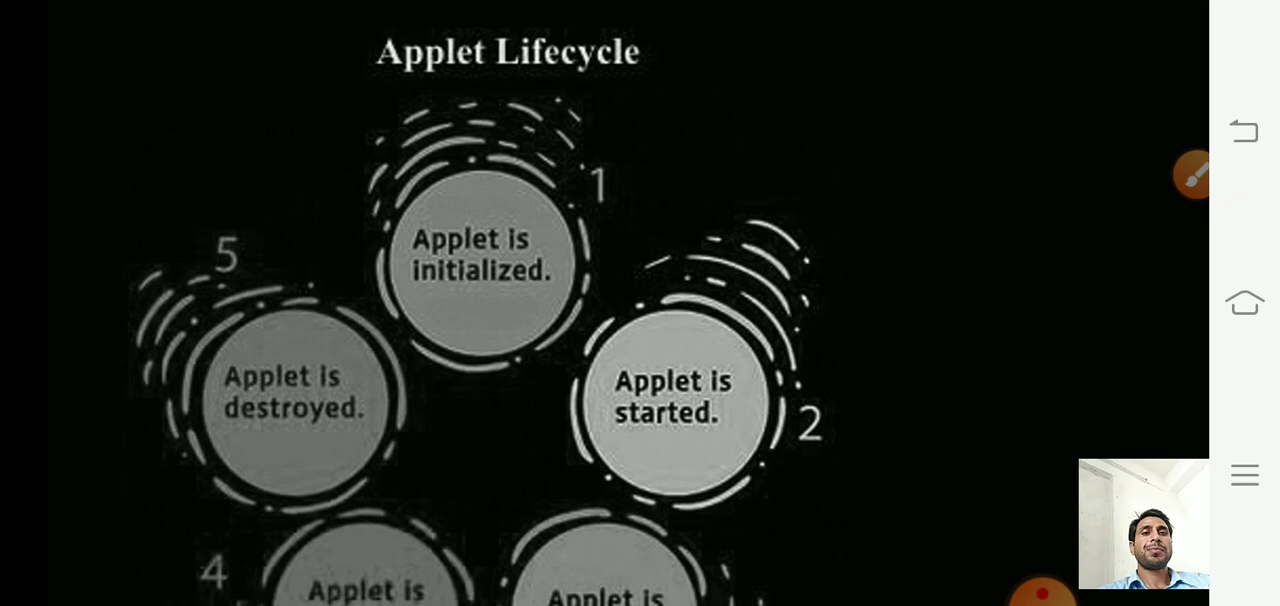 Applet Lifecycle
1
Applet is
initialized.
5
Applet is
destroyed.
Applet is
started.
2
4
Applet is
Applet is